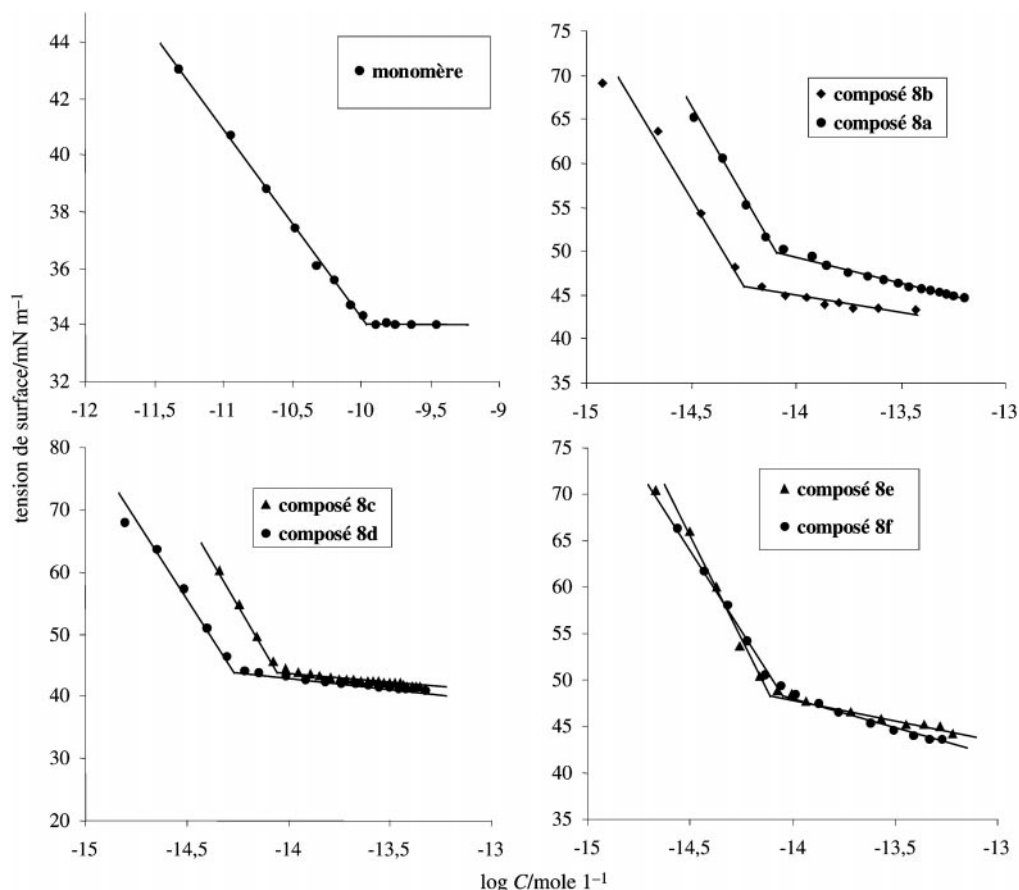 tension de surface/mN m–1
44
42
40
38
36
34
32
-12 -11,5 -11 -10,5 -10 -9,5 -9
monomère
75
70
65
60
55
50
45
40
35
-15 -14,5 -14 -13,5 -13
composé 8b
composé 8a
80
70
60
50
40
30
20
-15 -14,5 -14 -13,5 -13
composé 8c
composé 8d
75
70
65
60
55
50
45
40
35
-15 -14,5 -14 -13,5 -13
composé 8e
composé 8f
log C/mole 1–1